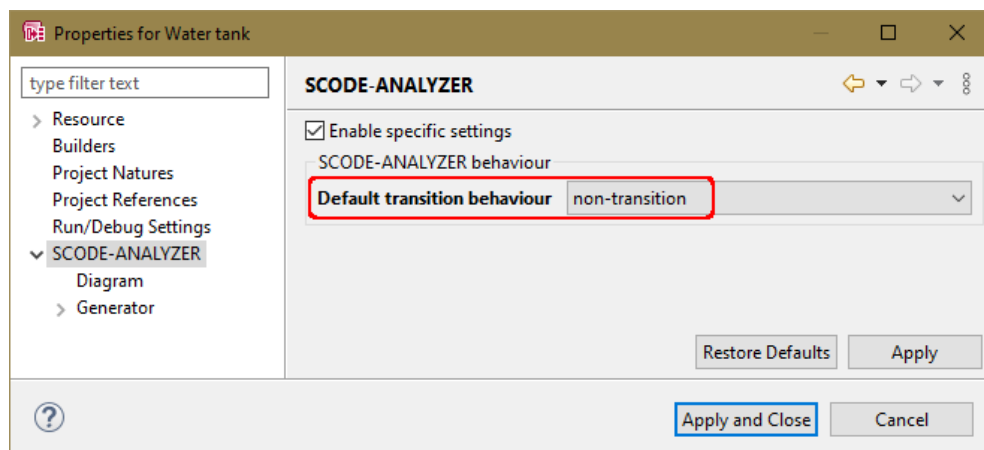 Properties for Water tank
type filter text
Resource
Builders
Project Natures
Project References
Run/Debug Settings
SCODE-ANALYZER
Diagram
Generator
SCODE-ANALYZER
Enable specific settings
SCODE-ANALYZER behaviour
Default transition behaviour non-transition
Restore Defaults Apply
? Apply and Close Cancel